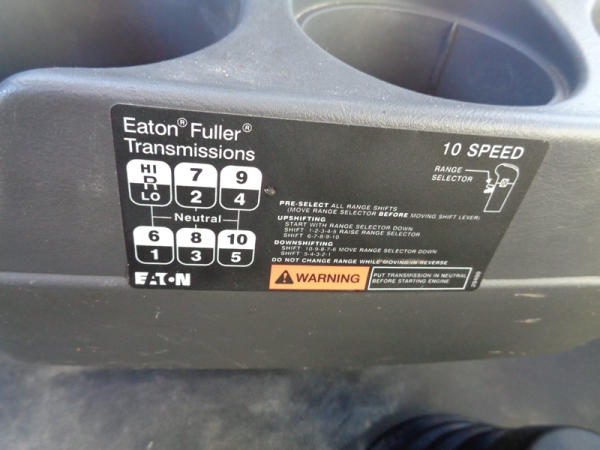 Eaton® Fuller®
Transmissions
10 SPEED
RANGE
SELECTOR
HI 7 9
R
LO 2 4
Neutral
6 8 10
1 3 5
PRE-SELECT ALL RANGE SHIFTS
(MOVE RANGE SELECTOR BEFORE MOVING SHIFT LEVER)
UPSHIFTING
START WITH RANGE SELECTOR DOWN
SHIFT 1-2-3-4-5 RAISE RANGE SELECTOR
SHIFT 6-7-8-9-10
DOWNSHIFTING
SHIFT 10-9-8-7-6 MOVE RANGE SELECTOR DOWN
SHIFT 5-4-3-2-1
DO NOT CHANGE RANGE WHILE MOVING IN REVERSE
EATON
WARNING
PUT TRANSMISSION IN NEUTRAL
BEFORE STARTING ENGINE